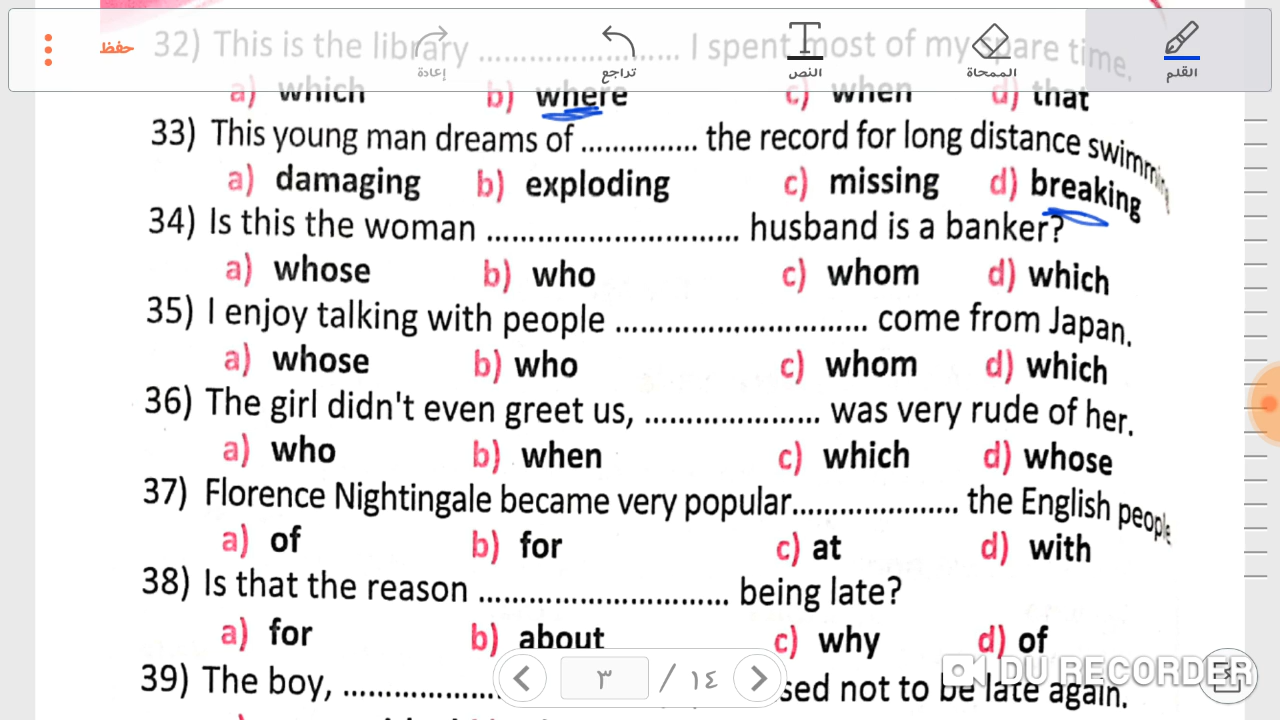 حفظ
إعادة
تراجع
النص
الممحاة
القلم
32) This is the library ........................ I spent most of my spare time.
a) which b) where c) when d) that
33) This young man dreams of .............. the record for long distance
a) damaging b) exploding c) missing d) breaking
34) Is this the woman .............................. husband is a banker?
a) whose b) who c) whom d) which
35) I enjoy talking with people .............................. come from Japan.
a) whose b) who c) whom d) which
36) The girl didn't even greet us, ..................... was very rude of her.
a) who b) when c) which d) whose
37) Florence Nightingale became very popular.................... the English people
a) of b) for c) at d) with
38) Is that the reason .............................. being late?
a) for b) about c) why d) of
39) The boy, .................. not to be late again.
٣ / ١٤
DU RECORDER